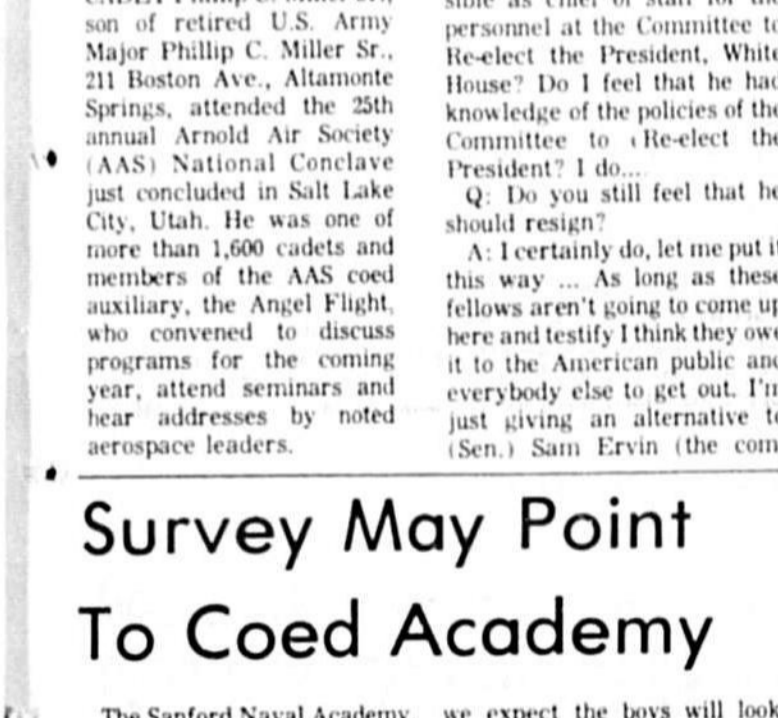 son of retired U.S. Army
Major Phillip C. Miller Sr.,
211 Boston Ave., Altamonte
Springs, attended the 25th
annual Arnold Air Society
(AAS) National Conclave
just concluded in Salt Lake
City, Utah. He was one of
more than 1,600 cadets and
members of the AAS coed
auxiliary, the Angel Flight,
who convened to discuss
programs for the coming
year, attend seminars and
hear addresses by noted
aerospace leaders.
personnel at the Committee to
Re-elect the President, White
House? Do I feel that he had
knowledge of the policies of the
Committee to Re-elect the
President? I do....
Q: Do you still feel that he
should resign?
A: I certainly do, let me put it
this way ... As long as these
fellows aren't going to come up
here and testify I think they owe
it to the American public and
everybody else to get out. I'm
just giving an alternative to
(Sen.) Sam Ervin (the com-
Survey May Point
To Coed Academy
The Sanford Naval Academy
we expect the boys will look